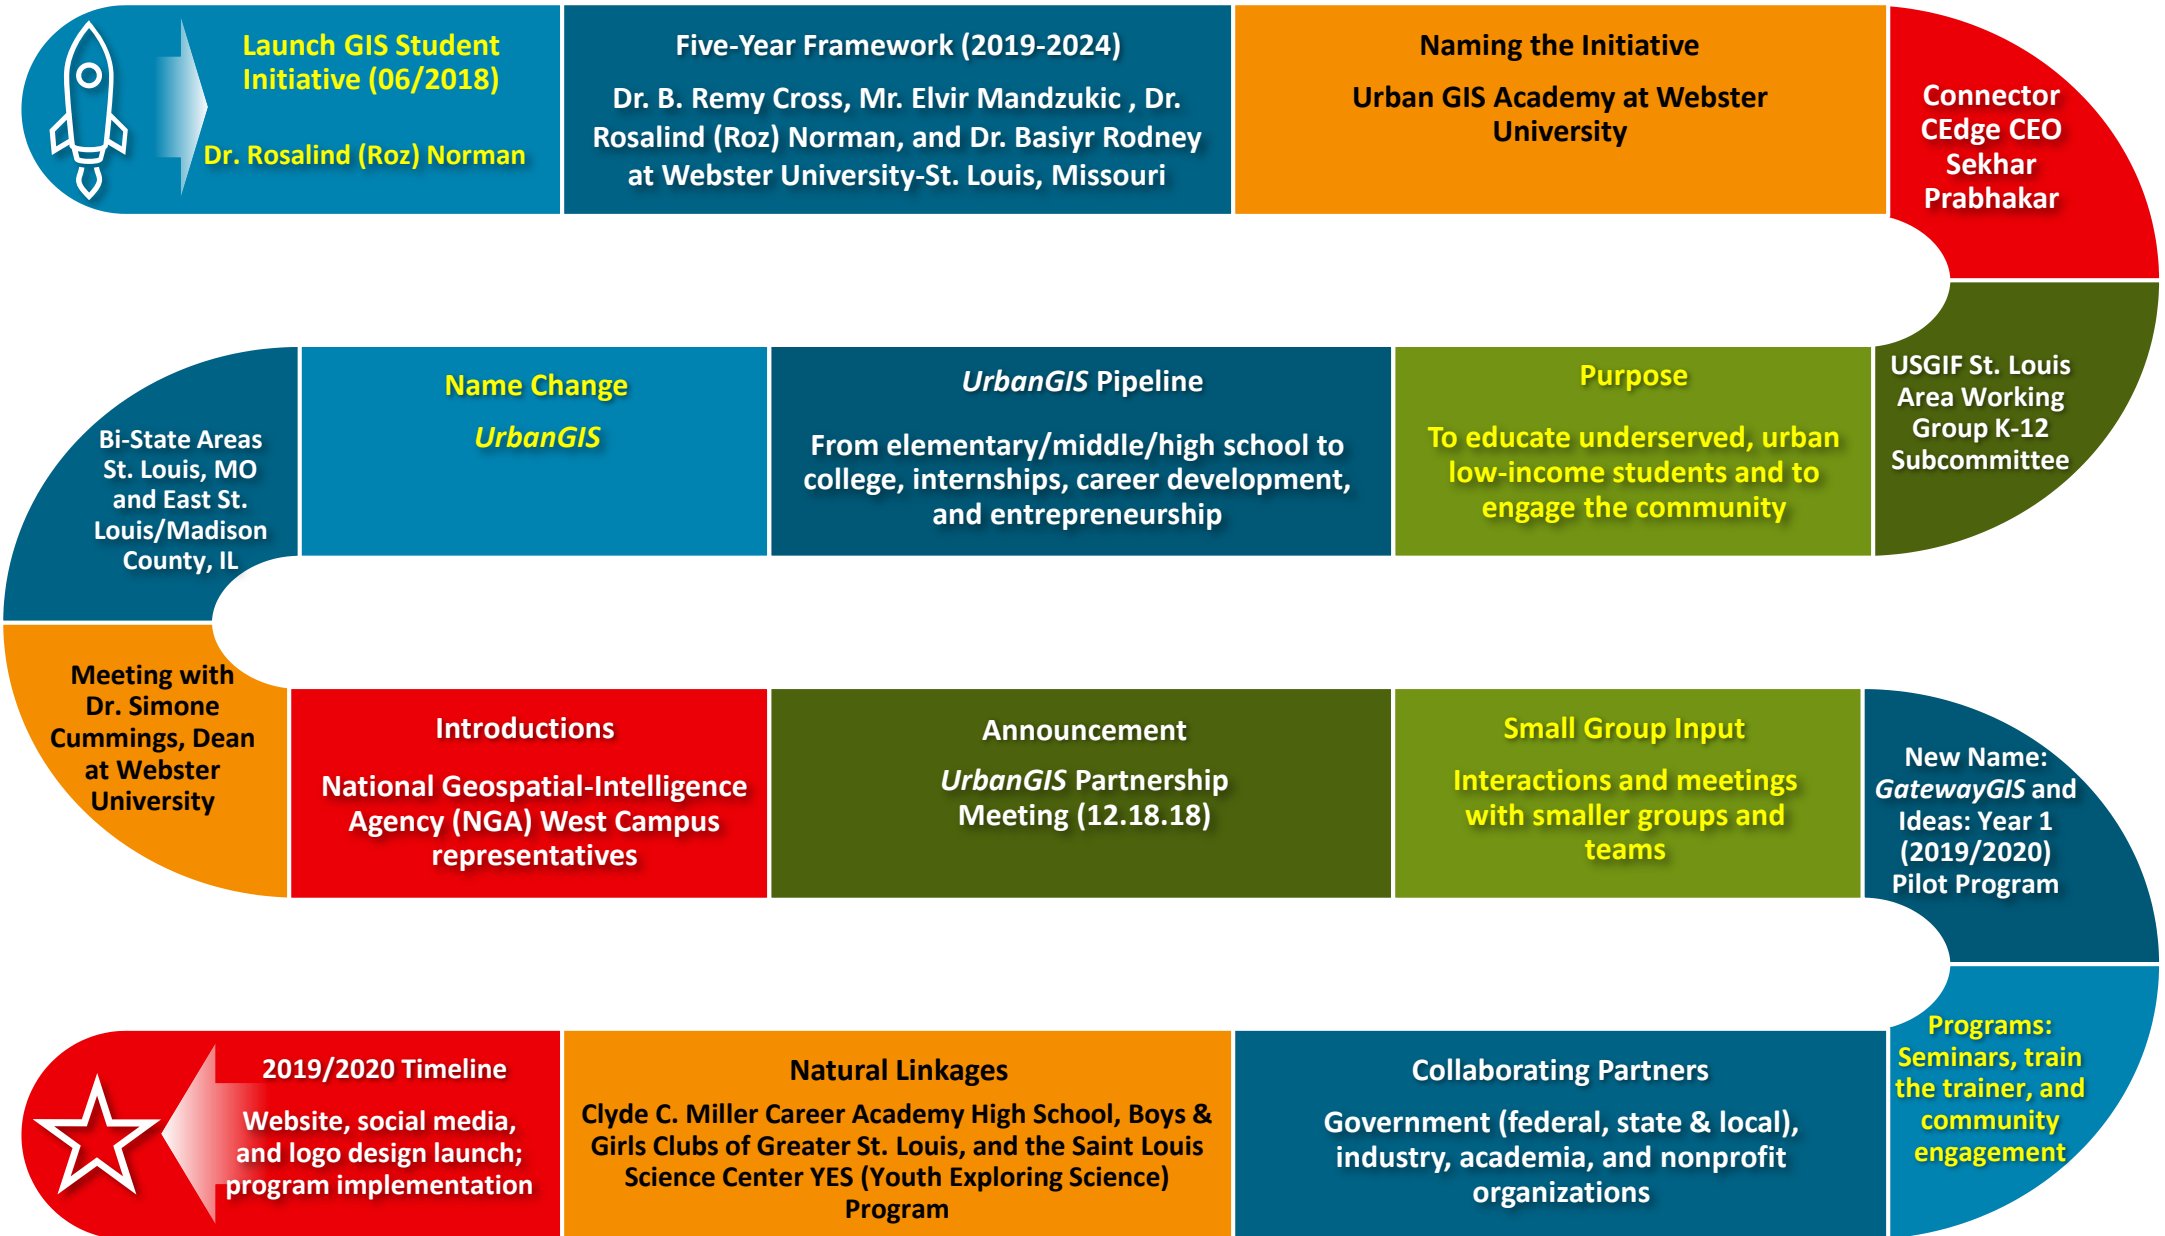 Launch GIS Student
Initiative (06/2018)
Dr. Rosalind (Roz) Norman
Five-Year Framework (2019-2024)
Dr. B. Remy Cross, Mr. Elvir Mandzukic , Dr.
Rosalind (Roz) Norman, and Dr. Basiyr Rodney
at Webster University-St. Louis, Missouri
Naming the Initiative
Urban GIS Academy at Webster
University
Connector
CEdge CEO
Sekhar
Prabhakar
USGIF St. Louis
Area Working
Group K-12
Subcommittee
Purpose
To educate underserved, urban
low-income students and to
engage the community
UrbanGIS Pipeline
From elementary/middle/high school to
college, internships, career development,
and entrepreneurship
Name Change
UrbanGIS
Bi-State Areas
St. Louis, MO
and East St.
Louis/Madison
County, IL
Meeting with
Dr. Simone
Cummings, Dean
at Webster
University
Introductions
National Geospatial-Intelligence
Agency (NGA) West Campus
representatives
Announcement
UrbanGIS Partnership
Meeting (12.18.18)
Small Group Input
Interactions and meetings
with smaller groups and
teams
New Name:
GatewayGIS and
Ideas: Year 1
(2019/2020)
Pilot Program
Programs:
Seminars, train
the trainer, and
community
engagement
Collaborating Partners
Government (federal, state & local),
industry, academia, and nonprofit
organizations
Natural Linkages
Clyde C. Miller Career Academy High School, Boys &
Girls Clubs of Greater St. Louis, and the Saint Louis
Science Center YES (Youth Exploring Science)
Program
2019/2020 Timeline
Website, social media,
and logo design launch;
program implementation